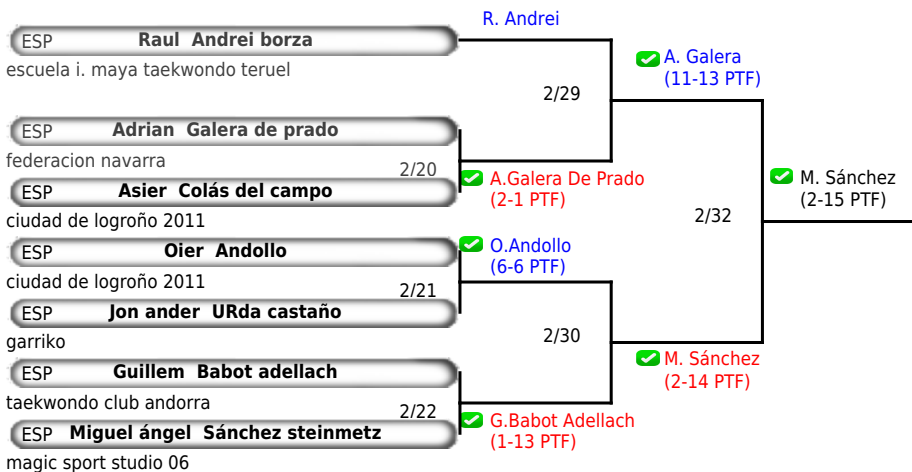 R. Andrei
ESP Raul Andrei borza
escuela i. maya taekwondo teruel
A. Galera
(11-13 PTF)
2/29
ESP Adrian Galera de prado
federacion navarra
2/20
A.Galera De Prado
(2-1 PTF)
ESP Asier Colás del campo
ciudad de logroño 2011
M. Sánchez
(2-15 PTF)
2/32
ESP Oier Andollo
ciudad de logroño 2011
O.Andollo
(6-6 PTF)
2/21
ESP Jon ander URda castaño
garriko
2/30
M. Sánchez
(2-14 PTF)
ESP Guillem Babot adellach
taekwondo club andorra
2/22
G.Babot Adellach
(1-13 PTF)
ESP Miguel ángel Sánchez steinmetz
magic sport studio 06